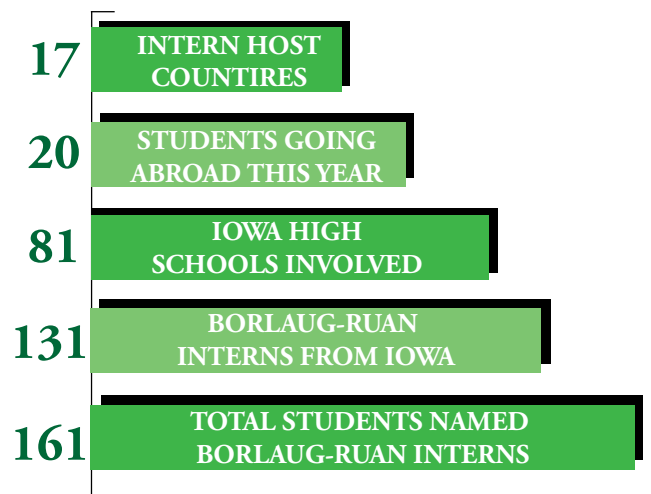 17
INTERN HOST
COUNTIRES
20
STUDENTS GOING
ABROAD THIS YEAR
81
IOWA HIGH
SCHOOLS INVOLVED
131
BORLAUG-RUAN
INTERNS FROM IOWA
161
TOTAL STUDENTS NAMED
BORLAUG-RUAN INTERNS